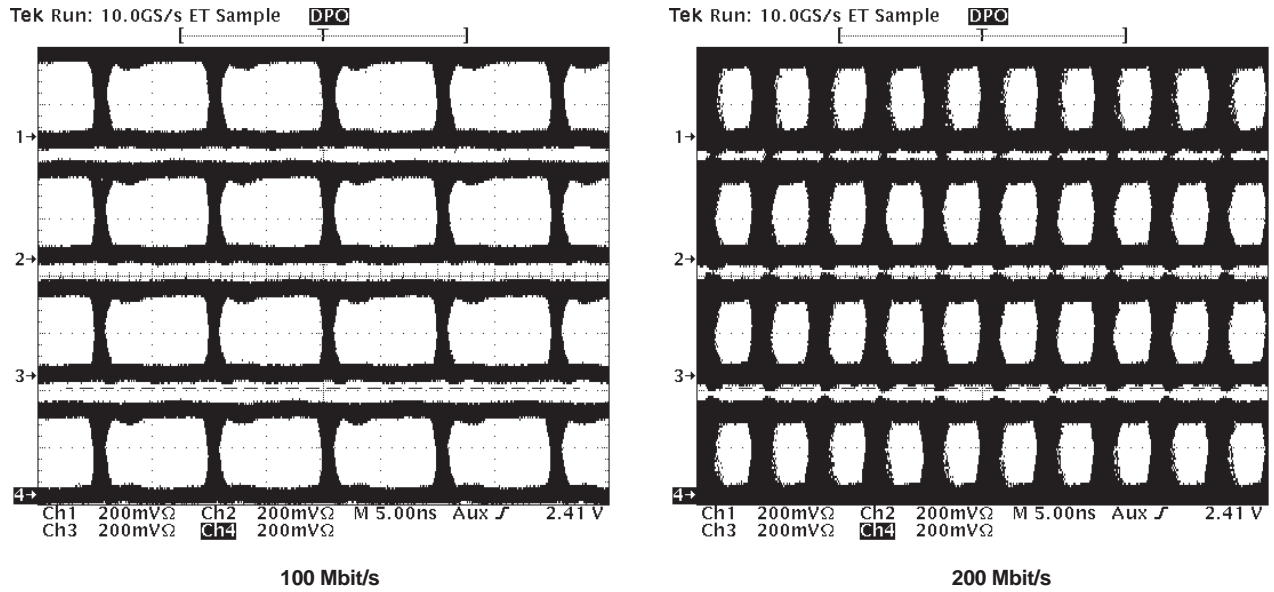 Tek Run: 10.0GS/s ET Sample DPO
[ T ]
1→
2→
3→
4→
Ch1 200mVΩ Ch2 200mVΩ M 5.00ns Aux ƒ 2.41 V
Ch3 200mVΩ Ch4 200mVΩ
100 Mbit/s
Tek Run: 10.0GS/s ET Sample DPO
[ T ]
1→
2→
3→
4→
Ch1 200mVΩ Ch2 200mVΩ M 5.00ns Aux ƒ 2.41 V
Ch3 200mVΩ Ch4 200mVΩ
200 Mbit/s